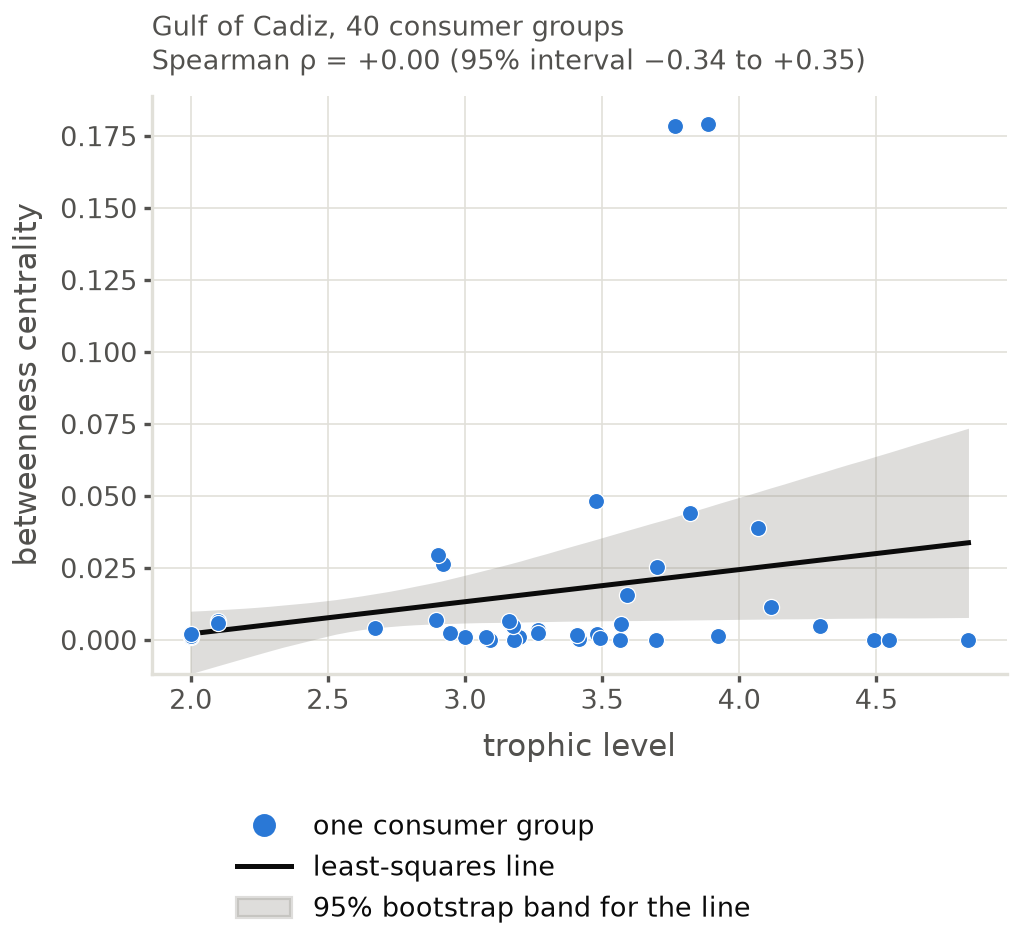 Gulf of Cadiz, 40 consumer groups
Spearman ρ = +0.00 (95% interval −0.34 to +0.35)
betweenness centrality
0.175
0.150
0.125
0.100
0.075
0.050
0.025
0.000
2.0 2.5 3.0 3.5 4.0 4.5
trophic level
one consumer group
least-squares line
95% bootstrap band for the line